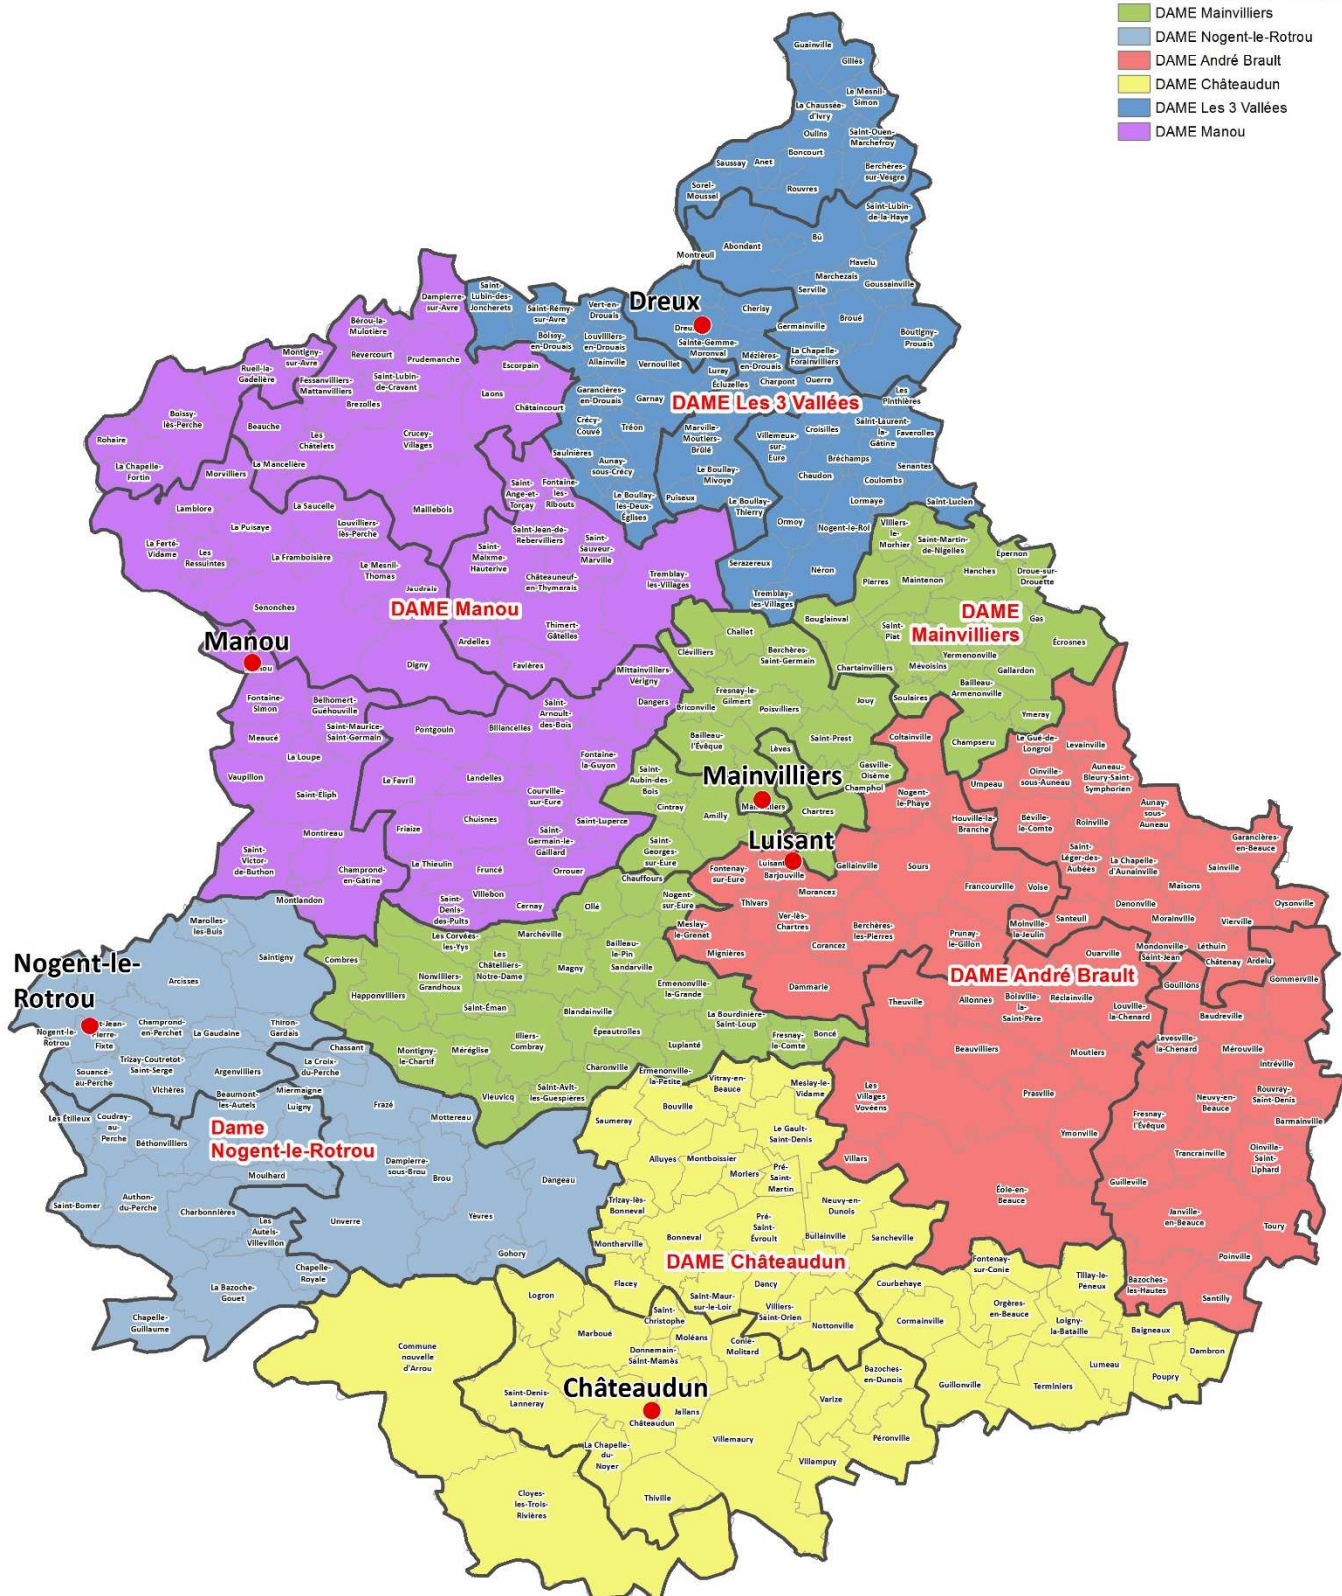 DAME Mainvilliers
DAME Nogent-le-Rotrou
DAME André Brault
DAME Châteaudun
DAME Les 3 Vallées
DAME Manou
Guainville
Gilles
Le Mesnil-
Simon
La Chaussée-
d'Ivry
Oulins
Saint-Ouen-
Marchefroy
Boncourt
Saussay
Anet
Berchères-
sur-Vesgre
Rouvres
Sorel-
Moussel
Saint-Lubin-
de-la-Haye
Bû
Abondant
Montreuil
Havelu
Marchezais
Goussainville
Serville
Broué
Boutigny-
Prouais
Germainville
La Chapelle-
Forainvilliers
Dreux
Cherisy
Sainte-Gemme-
Moronval
Mézières-
en-Drouais
Dampierre-
sur-Avre
Saint-
Lubin-des-
Joncherets
Saint-Rémy-
sur-Avre
Vert-en-
Drouais
Boissy-
en-Drouais
Louvilliers-
en-Drouais
Allainville
Vernouillet
Luray
Écluzelles
Charpont
Ouerre
Les
Pinthières
DAME Les 3 Vallées
Garancières-
en-Drouais
Garnay
Crécy-
Couvé
Tréon
Marville-
Moutiers-
Brûlé
Villemeux-
sur-
Eure
Croisilles
Saint-Laurent-
la-
Gâtine
Faverolles
Bréchamps
Senantes
Saulnières
Aunay-
sous-Crécy
Le Boullay-
Mivoye
Chaudon
Coulombs
Puiseux
Le Boullay-
les-Deux-
Églises
Le Boullay-
Thierry
Lormaye
Saint-Lucien
Ormoy
Nogent-le-Roi
Serazereux
Néron
Tremblay-
les-Villages
Bérou-la-
Mulotière
Montigny-
sur-Avre
Revercourt
Prudemanche
Rueil-la-
Gadelière
Fessanvilliers-
Mattanvilliers
Saint-Lubin-
de-Cravant
Escorpain
Laons
Brezolles
Châtaincourt
Boissy-
lès-Perche
Beauche
Les
Châtelets
Crucey-
Villages
Rohaire
La Chapelle-
Fortin
Morvilliers
La Mancelière
Saint-
Ange-et-
Torçay
Fontaine-
les-
Ribouts
Maillebois
Lamblore
La Puisaye
La Saucelle
Louvilliers-
lès-Perche
Saint-Jean-de-
Rebervilliers
La Ferté-
Vidame
Les
Ressuintes
La Framboisière
Le Mesnil-
Thomas
Saint-
Maixme-
Hauterive
Saint-
Sauveur-
Marville
Châteauneuf-
en-Thymerais
Tremblay-
les-Villages
Jaudrais
Senonches
DAME Manou
Thimert-
Gâtelles
Ardelles
Manou
Digny
Favières
Fontaine-
Simon
Belhomert-
Guéhouville
Saint-Maurice-
Saint-Germain
Mittainvilliers-
Vérigny
Dangers
Saint-
Arnoult-
des-Bois
Pontgouin
Billancelles
Meaucé
La Loupe
Fontaine-
la-Guyon
Vaupillon
Le Favril
Landelles
Saint-Éliph
Courville-
sur-Eure
Chuisnes
Saint-Luperce
Friaize
Montireau
Saint-
Germain-le-
Gaillard
Saint-
Victor-
de-Buthon
Champrond-
en-Gâtine
Le Thieulin
Fruncé
Orrouer
Villebon
Montlandon
Saint-
Denis-
des-Puits
Cernay
Villiers-
le-
Morhier
Saint-Martin-
de-Nigelles
Épernon
Hanches
Droue-sur-
Drouette
Pierres
Maintenon
DAME
Mainvilliers
Gas
Écrosnes
Bouglainval
Saint-
Piat
Yermenonville
Mévoisins
Gallardon
Chartainvilliers
Bailleau-
Armenonville
Soulaires
Ymeray
Champseru
Challet
Clévilliers
Berchères-
Saint-Germain
Fresnay-le-
Gilmert
Briconville
Poisvilliers
Jouy
Bailleau-
l'Évêque
Saint-Prest
Lèves
Saint-
Aubin-des-
Bois
Gasville-
Oisème
Champhol
Mainvilliers
Cintray
Amilly
Chartres
Saint-
Georges-
sur-Eure
Luisant
Luisant
Barjouville
Fontenay-
sur-Eure
Chauffours
Nogent-
sur-Eure
Ollé
Marchéville
Les Corvées-
les-Yys
Combres
Les
Châtelliers-
Notre-Dame
Bailleau-
le-Pin
Magny
Sandarville
Nonvilliers-
Grandhoux
Happonvilliers
Saint-Éman
Ermenonville-
la-Grande
Blandainville
La Bourdinière-
Saint-Loup
Épeautrolles
Illiers-
Combray
Fresnay-
le-Comte
Boncé
Luplanté
Montigny-
le-Chartif
Méréglise
Charonville
Vieuvicq
Saint-Avit-
les-Guespières
Coltainville
Le Gué-de-
Longroi
Levainville
Nogent-
le-Phaye
Umpeau
Oinville-
sous-Auneau
Auneau-
Bleury-Saint-
Symphorien
Houville-la-
Branche
Béville-
le-Comte
Roinville
Aunay-
sous-
Auneau
Garancières-
en-Beauce
Gellainville
Sours
Saint-
Léger-des-
Aubées
La Chapelle-
d'Aunainville
Sainville
Morancez
Francourville
Voise
Maisons
Thivars
Ver-lès-
Chartres
Denonville
Oysonville
Meslay-
le-Grenet
Berchères-
les-Pierres
Moinville-
la-Jeulin
Santeuil
Morainville
Vierville
Corancez
Prunay-
le-Gillon
Mignières
Ouarville
Mondonville-
Saint-Jean
Léthuin
Châtenay
Ardelu
DAME André Brault
Gommerville
Dammarie
Gouillons
Theuville
Allonnes
Boisville-
la-
Saint-Père
Réclainville
Louville-
la-Chenard
Baudreville
Levesville-
la-Chenard
Mérouville
Beauvilliers
Moutiers
Intréville
Les
Villages
Vovéens
Prasville
Neuvy-
en-
Beauce
Rouvray-
Saint-Denis
Fresnay-
l'Évêque
Barmainville
Ymonville
Trancrainville
Oinville-
Saint-
Liphard
Villars
Guilleville
Éole-en-
Beauce
Janville-
en-Beauce
Toury
Poinville
Bazoches-
les-Hautes
Santilly
Nogent-le-
Rotrou
Marolles-
les-Buis
Saintigny
Arcisses
Nogent-le-
Rotrou
Champrond-
en-Perchet
La Gaudaine
Thiron-
Gardais
Trizay-Coutretot-
Saint-Serge
Chassant
La Croix-
du-Perche
Souancé-
au-Perche
Argenvilliers
Vichères
Beaumont-
les-Autels
Miermaigne
Luigny
Frazé
Mottereau
Les Étilleux
Coudray-
au-
Perche
Dame
Nogent-le-Rotrou
Béthonvilliers
Dampierre-
sous-Brou
Brou
Dangeau
Moulhard
Saint-Bomer
Authon-
du-Perche
Charbonnières
Les
Autels-
Villevillon
Unverre
Yèvres
Gohory
Chapelle-
Royale
La Bazoche-
Gouet
Chapelle-
Guillaume
Ermenonville-
la-Petite
Vitray-en-
Beauce
Meslay-le-
Vidame
Bouville
Saumeray
Le Gault-
Saint-Denis
Alluyes
Montboissier
Moriers
Pré-
Saint-
Martin
Trizay-lès-
Bonneval
Neuvy-en-
Dunois
Pré-
Saint-
Évroult
Bonneval
Bullainville
Sancheville
Montharville
DAME Châteaudun
Flacey
Dancy
Courbehaye
Fontenay-
sur-Conie
Tillay-le-
Péneux
Saint-Maur-
sur-le-Loir
Villiers-
Saint-Orien
Logron
Saint-
Christophe
Nottonville
Cormainville
Orgères-
en-Beauce
Loigny-
la-Bataille
Baigneaux
Marboué
Moléans
Conie-
Molitard
Dambron
Commune
nouvelle
d'Arrou
Donnemain-
Saint-Mamès
Bazoches-
en-Dunois
Lumeau
Poupry
Guillonville
Terminiers
Châteaudun
Saint-Denis-
Lanneray
Varize
Jallans
Châteaudun
Villemaury
Péronville
La Chapelle-
du-
Noyer
Villampuy
Cloyes-
les-Trois-
Rivières
Thiville
Dreux
Mainvilliers